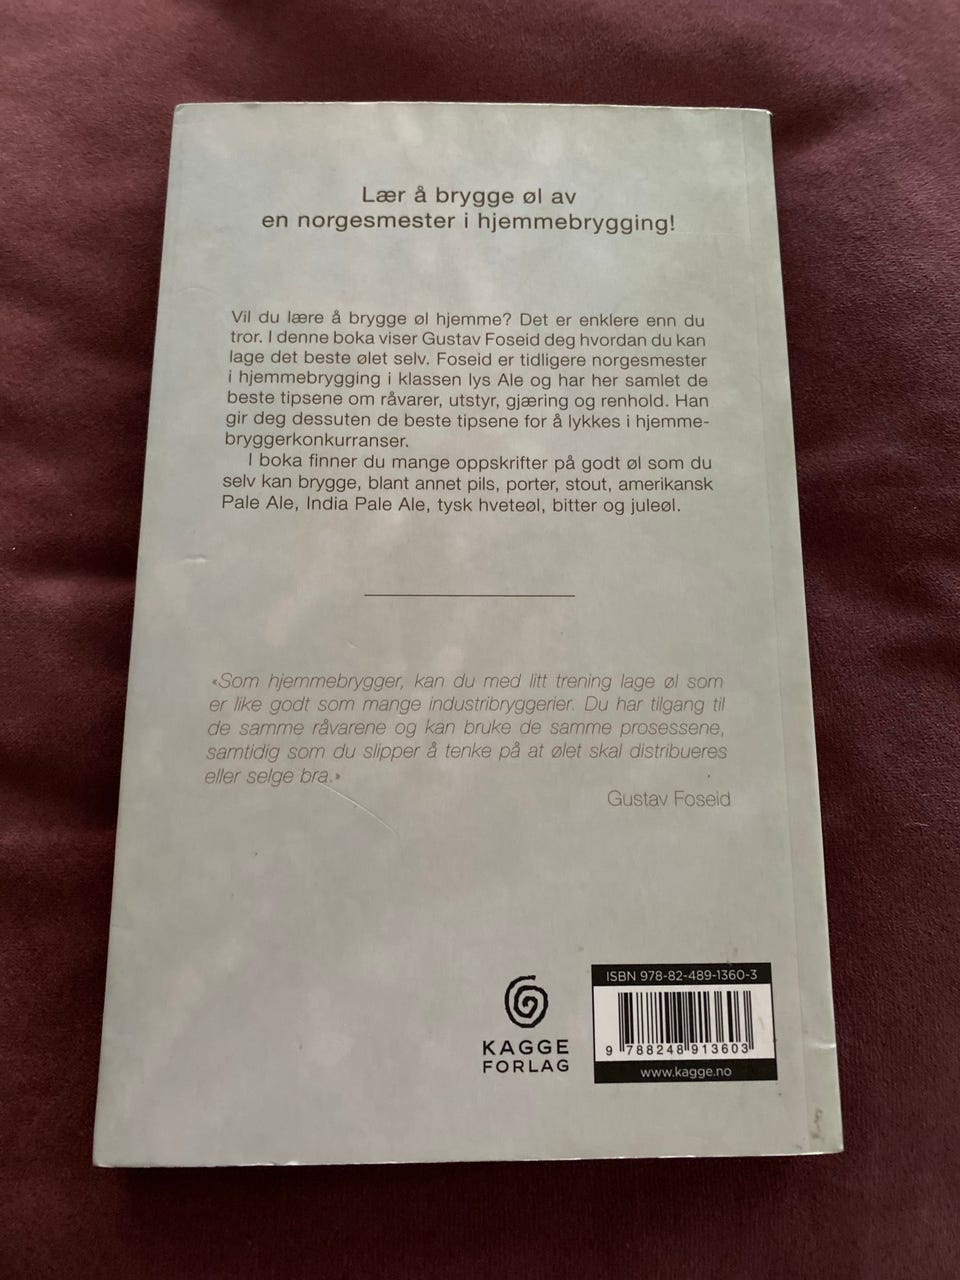 Lær å brygge øl av
en norgesmester i hjemmebrygging!
Vil du lære å brygge øl hjemme? Det er enklere enn du
tror. I denne boka viser Gustav Foseid deg hvordan du kan
lage det beste ølet selv. Foseid er tidligere norgesmester
i hjemmebrygging i klassen lys Ale og har her samlet de
beste tipsene om råvarer, utstyr, gjæring og renhold. Han
gir deg dessuten de beste tipsene for å lykkes i hjemme-
bryggerkonkurranser.
I boka finner du mange oppskrifter på godt øl som du
selv kan brygge, blant annet pils, porter, stout, amerikansk
Pale Ale, India Pale Ale, tysk hveteøl, bitter og juleøl.
«Som hjemmebrygger, kan du med litt trening lage øl som
er like godt som mange industribryggerier. Du har tilgang til
de samme råvarene og kan bruke de samme prosessene,
samtidig som du slipper å tenke på at ølet skal distribueres
eller selge bra.»
Gustav Foseid
KAGGE
FORLAG
ISBN 978-82-489-1360-3
9 788248 913603
www.kagge.no